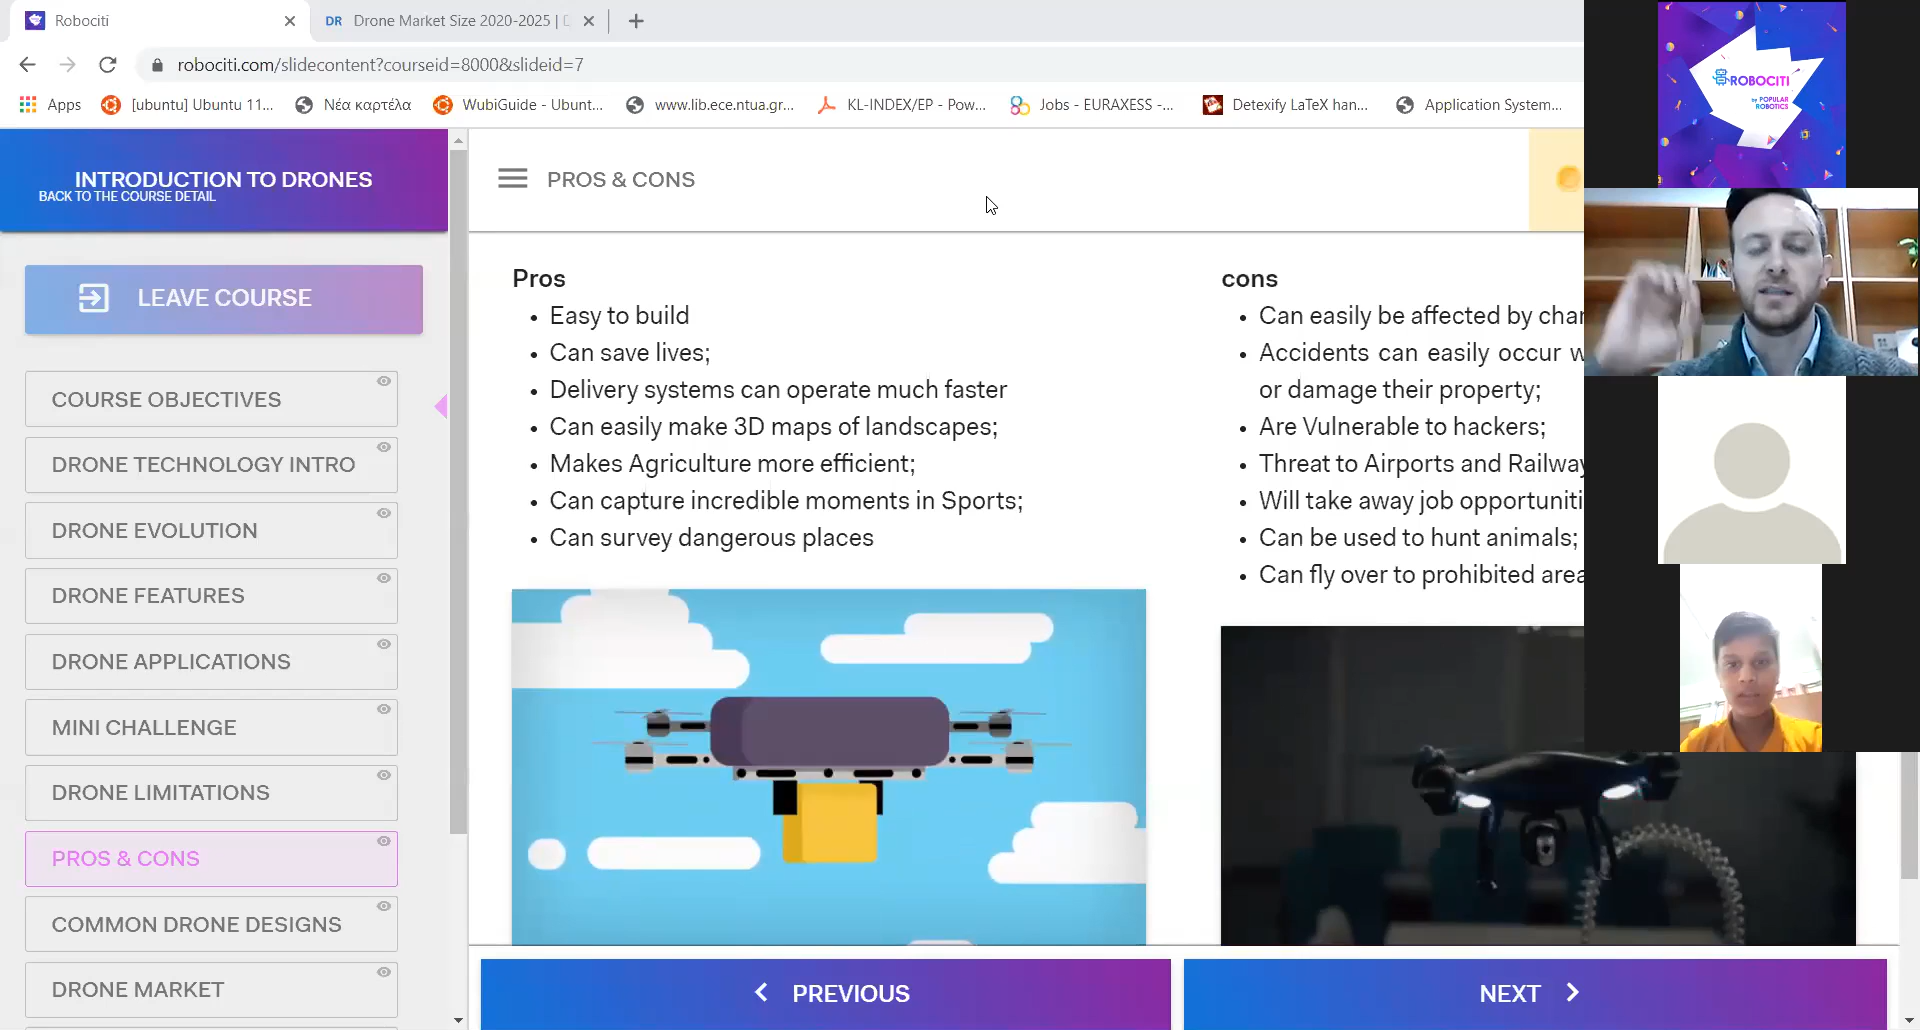 Robociti
DR Drone Market Size 2020-2025 |
robociti.com/slidecontent?courseid=8000&slideid=7
Apps
[ubuntu] Ubuntu 11...
Νέα καρτέλα
WubiGuide - Ubunt...
www.lib.ece.ntua.gr...
KL-INDEX/EP - Pow...
Jobs - EURAXESS -...
Detexify LaTeX han...
Application System...
ROBOCITI
by POPULAR
ROBOTICS
INTRODUCTION TO DRONES
BACK TO THE COURSE DETAIL
LEAVE COURSE
COURSE OBJECTIVES
DRONE TECHNOLOGY INTRO
DRONE EVOLUTION
DRONE FEATURES
DRONE APPLICATIONS
MINI CHALLENGE
DRONE LIMITATIONS
PROS & CONS
COMMON DRONE DESIGNS
DRONE MARKET
PROS & CONS
Pros
• Easy to build
• Can save lives;
• Delivery systems can operate much faster
• Can easily make 3D maps of landscapes;
• Makes Agriculture more efficient;
• Can capture incredible moments in Sports;
• Can survey dangerous places
cons
• Can easily be affected by
• Accidents can easily occur
or damage their property;
• Are Vulnerable to hackers;
• Threat to Airports and
• Will take away job
• Can be used to hunt animals;
• Can fly over to prohibited
PREVIOUS
NEXT